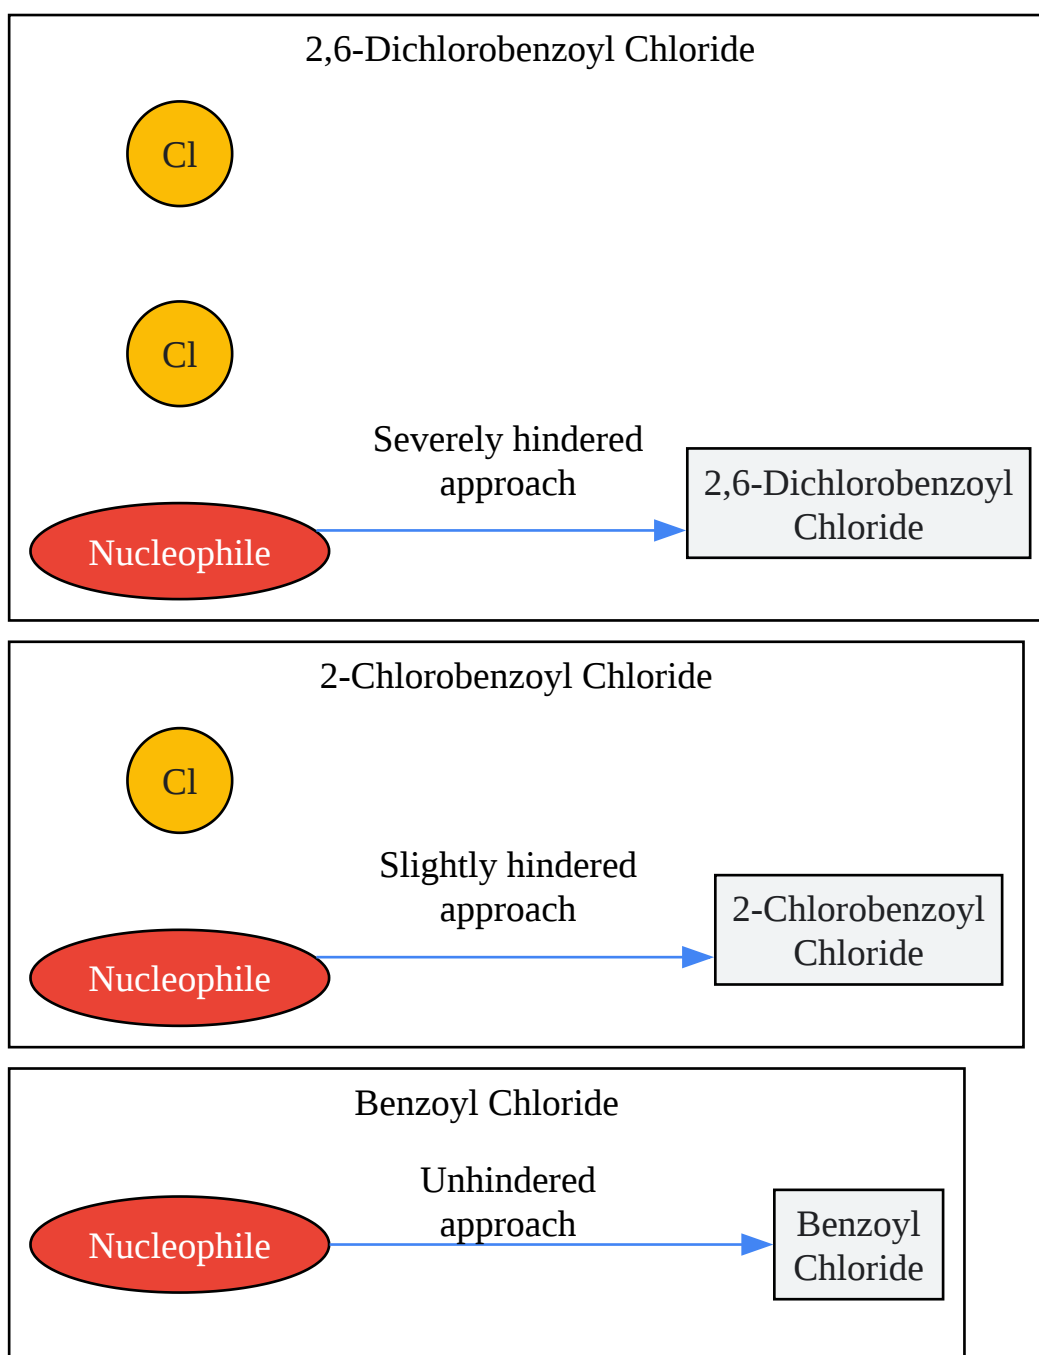 2,6-Dichlorobenzoyl Chloride
Cl
Cl
Severely hindered
approach
2,6-Dichlorobenzoyl
Chloride
Nucleophile
2-Chlorobenzoyl Chloride
Cl
Slightly hindered
approach
2-Chlorobenzoyl
Chloride
Nucleophile
Benzoyl Chloride
Unhindered
approach
Benzoyl
Chloride
Nucleophile